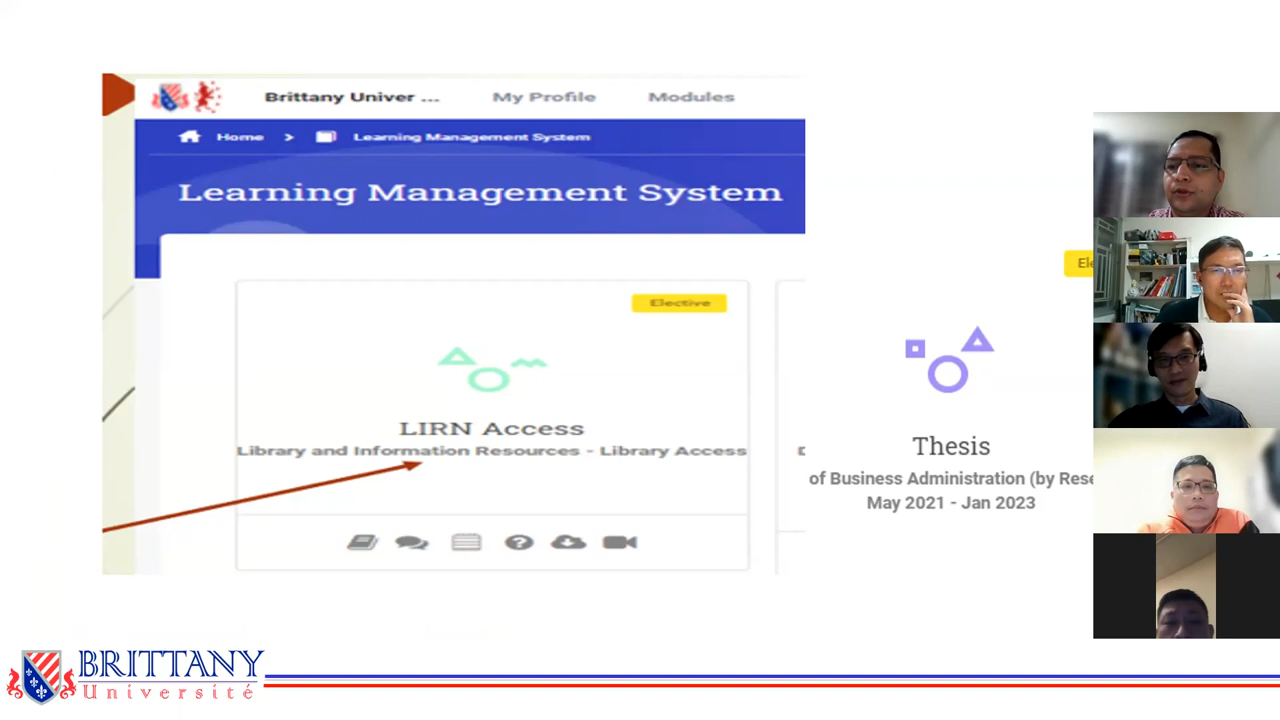 Brittany Univer ... My Profile Modules
Home > Learning Management System
Learning Management System
Elective
LIRN Access
Library and Information Resources - Library Access
Ele
Thesis
of Business Administration (by Rese
May 2021 - Jan 2023
BRITTANY
Université